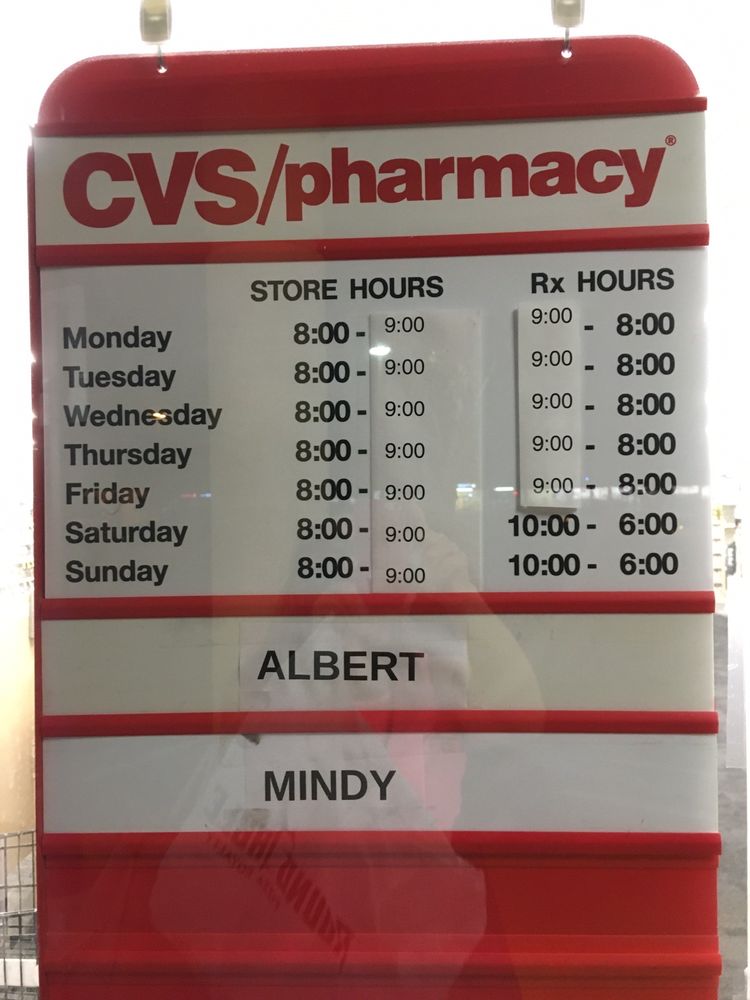 CVS/pharmacy®
STORE HOURS Rx HOURS
Monday 8:00 - 9:00 9:00 - 8:00
Tuesday 8:00 - 9:00 9:00 - 8:00
Wednesday 8:00 - 9:00 9:00 - 8:00
Thursday 8:00 - 9:00 9:00 - 8:00
Friday 8:00 - 9:00 9:00 - 8:00
Saturday 8:00 - 9:00 10:00 - 6:00
Sunday 8:00 - 9:00 10:00 - 6:00
ALBERT
MINDY